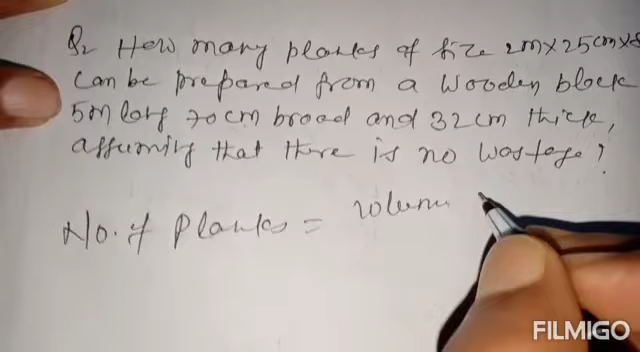 Q2 How many planks of size 2m×25cm×8
can be prepared from a wooden block
5m long 70cm broad and 32cm thick,
assuming that there is no wastage?
No. of Planks = volum
FILMIGO